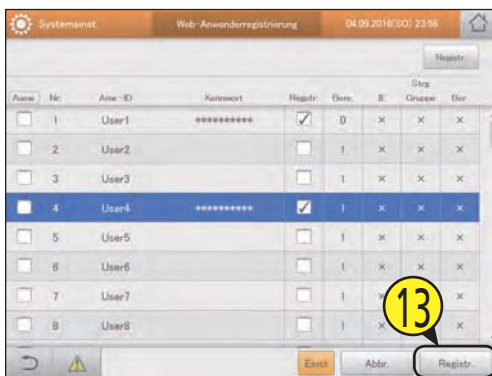 Systemeinst. Web-Anwenderregistrierung 04.09.2016(SO) 23:58
Registr.
Strg
Ausw Nr. Anw.-ID Kennwort Registr Bere. IE Gruppe Ber
1 User1 ********** ✓ 0 × × ×
2 User2 1 × × ×
3 User3 1 × × ×
4 User4 ********** ✓ 1 × × ×
5 User5 1 × × ×
6 User6 1 × × ×
7 User7 1 × ×
8 User8 1 × ×
13
Einst Abbr. Registr.